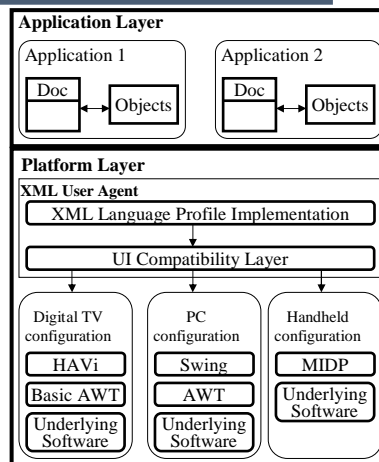 Application Layer
Application 1
Doc
Objects
Application 2
Doc
Objects
Platform Layer
XML User Agent
XML Language Profile Implementation
UI Compatibility Layer
Digital TV
configuration
HAVi
Basic AWT
Underlying
Software
PC
configuration
Swing
AWT
Underlying
Software
Handheld
configuration
MIDP
Underlying
Software